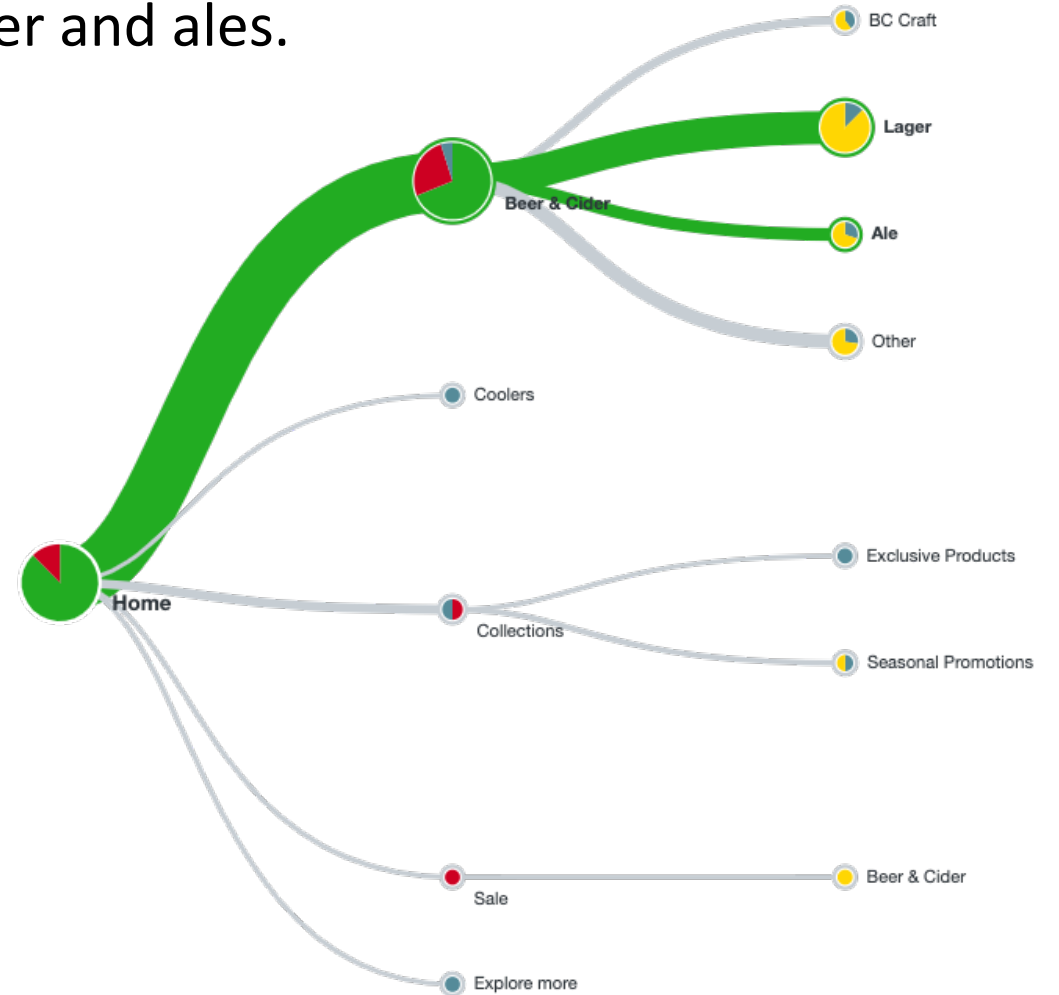 er and ales.
BC Craft
Lager
Beer & Cider
Ale
Other
Coolers
Exclusive Products
Home
Collections
Seasonal Promotions
Beer & Cider
Sale
Explore more